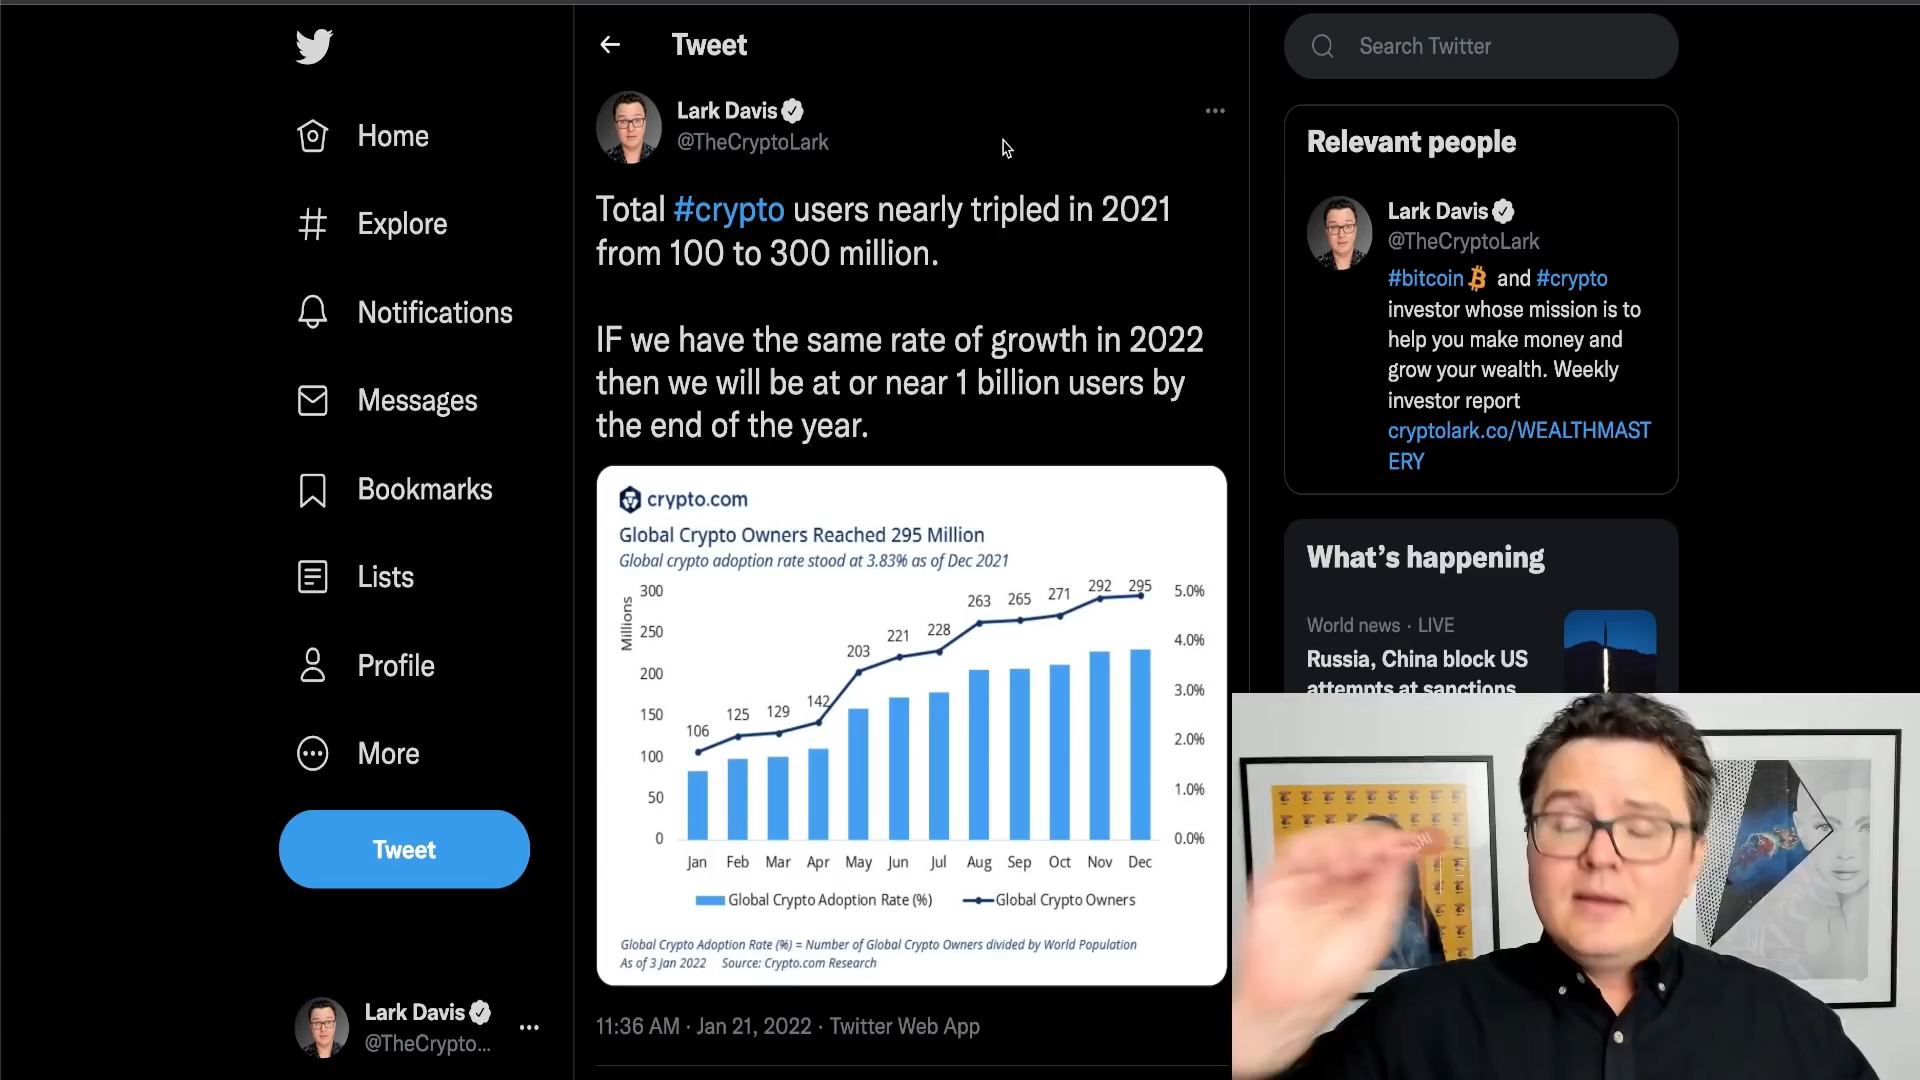 Home
Explore
Notifications
Messages
Bookmarks
Lists
Profile
More
Tweet
Lark Davis
@TheCrypto...
Tweet
Lark Davis
@TheCryptoLark
Total #crypto users nearly tripled in 2021
from 100 to 300 million.
IF we have the same rate of growth in 2022
then we will be at or near 1 billion users by
the end of the year.
crypto.com
Global Crypto Owners Reached 295 Million
Global crypto adoption rate stood at 3.83% as of Dec 2021
Millions
300
250
200
150
100
50
0
106 125 129 142 203 221 228 263 265 271 292 295
5.0%
4.0%
3.0%
2.0%
1.0%
0.0%
Jan Feb Mar Apr May Jun Jul Aug Sep Oct Nov Dec
Global Crypto Adoption Rate (%) Global Crypto Owners
Global Crypto Adoption Rate (%) = Number of Global Crypto Owners divided by World Population
As of 3 Jan 2022 Source: Crypto.com Research
11:36 AM · Jan 21, 2022 · Twitter Web App
Search Twitter
Relevant people
Lark Davis
@TheCryptoLark
#bitcoin and #crypto
investor whose mission is to
help you make money and
grow your wealth. Weekly
investor report
cryptolark.co/WEALTHMAST
ERY
What's happening
World news · LIVE
Russia, China block US
attempts at sanctions